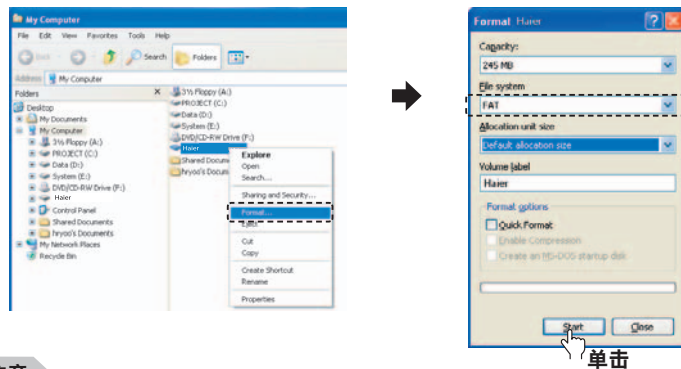 My Computer
File Edit View Favorites Tools Help
Back Search Folders
Address My Computer
Folders X
Desktop
My Documents
My Computer
3½ Floppy (A:)
PROJECT (C:)
Data (D:)
System (E:)
DVD/CD-RW Drive (F:)
Haier
Control Panel
Shared Documents
hryoo's Documents
My Network Places
Recycle Bin
3½ Floppy (A:)
PROJECT (C:)
Data (D:)
System (E:)
DVD/CD-RW Drive (F:)
Haier
Shared Docum
hryoo's Docum
Explore
Open
Search...
Sharing and Security...
Format...
Eject
Cut
Copy
Create Shortcut
Rename
Properties
Format Haier
Capacity:
245 MB
File system
FAT
Allocation unit size
Default allocation size
Volume label
Haier
Format options
Quick Format
Enable Compression
Create an MS-DOS startup disk
Start Close
单击